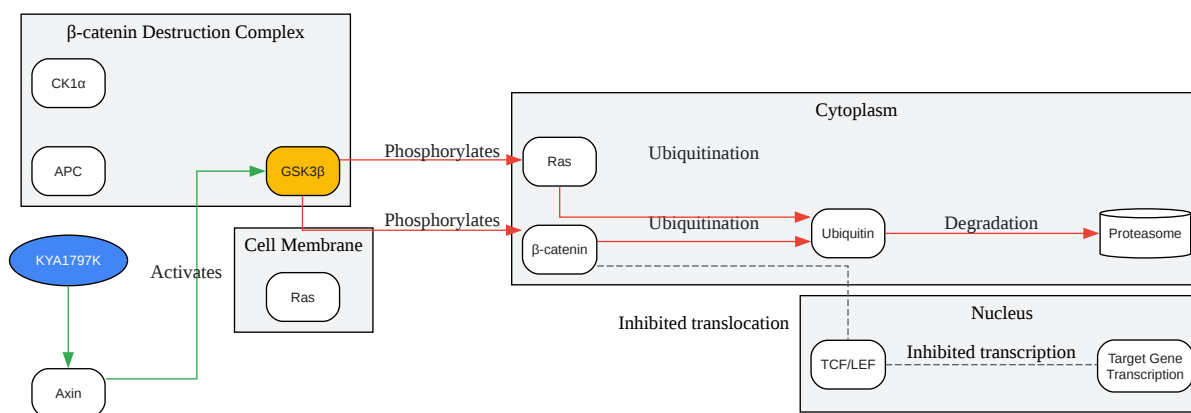 β-catenin Destruction Complex
CK1α
APC
GSK3β
KYA1797K
Activates
Axin
Cell Membrane
Ras
Phosphorylates
Phosphorylates
Cytoplasm
Ras
Ubiquitination
β-catenin
Ubiquitination
Ubiquitin
Degradation
Proteasome
Inhibited translocation
Nucleus
TCF/LEF
Inhibited transcription
Target Gene
Transcription